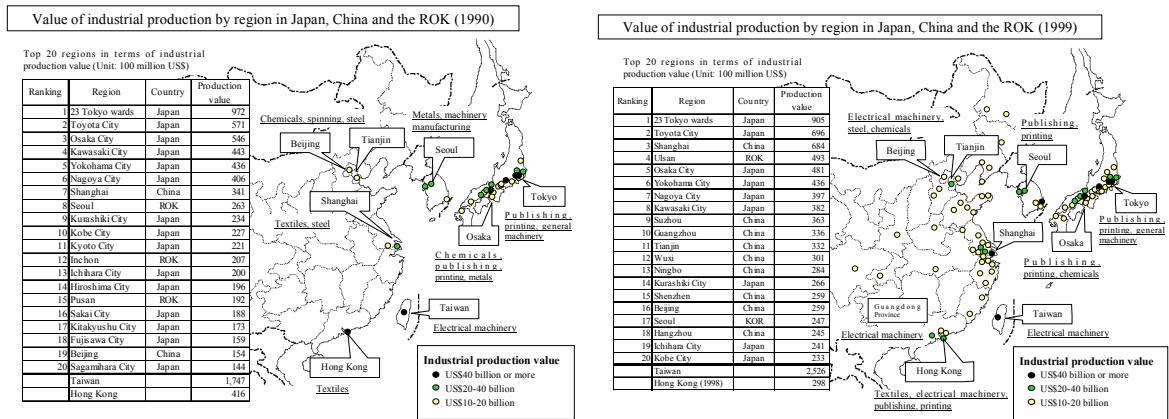 Value of industrial production by region in Japan, China and the ROK (1990)
Top 20 regions in terms of industrial
production value (Unit: 100 million US$)
Ranking Region Country Production value
1 23 Tokyo wards Japan 972
2 Toyota City Japan 571
3 Osaka City Japan 546
4 Kawasaki City Japan 443
5 Yokohama City Japan 436
6 Nagoya City Japan 406
7 Shanghai China 341
8 Seoul ROK 263
9 Kurashiki City Japan 234
10 Kobe City Japan 227
11 Kyoto City Japan 221
12 Inchon ROK 207
13 Ichihara City Japan 200
14 Hiroshima City Japan 196
15 Pusan ROK 192
16 Sakai City Japan 188
17 Kitakyushu City Japan 173
18 Fujisawa City Japan 159
19 Beijing China 154
20 Sagamihara City Japan 144
Taiwan 1,747
Hong Kong 416
Chemicals, spinning, steel
Beijing
Tianjin
Metals, machinery
manufacturing
Seoul
Shanghai
Textiles, steel
Tokyo
Publishing,
printing, general
machinery
Osaka
Chemicals,
publishing,
printing, metals
Taiwan
Electrical machinery
Hong Kong
Textiles
Industrial production value
US$40 billion or more
US$20-40 billion
US$10-20 billion
Value of industrial production by region in Japan, China and the ROK (1999)
Top 20 regions in terms of industrial
production value (Unit: 100 million US$)
Ranking Region Country Production value
1 23 Tokyo wards Japan 905
2 Toyota City Japan 696
3 Shanghai China 684
4 Ulsan ROK 493
5 Osaka City Japan 481
6 Yokohama City Japan 436
7 Nagoya City Japan 397
8 Kawasaki City Japan 382
9 Suzhou China 363
10 Guangzhou China 336
11 Tianjin China 332
12 Wuxi China 301
13 Ningbo China 284
14 Kurashiki City Japan 266
15 Shenzhen China 259
16 Beijing China 259
17 Seoul KOR 247
18 Hangzhou China 245
19 Ichihara City Japan 241
20 Kobe City Japan 233
Taiwan 2,526
Hong Kong (1998) 298
Electrical machinery,
steel, chemicals
Beijing
Tianjin
Publishing,
printing
Seoul
Tokyo
Publishing,
printing, general
machinery
Shanghai
Osaka
Publishing,
printing, chemicals
Guangdong
Province
Electrical machinery
Taiwan
Electrical machinery
Hong Kong
Textiles, electrical machinery,
publishing, printing
Industrial production value
US$40 billion or more
US$20-40 billion
US$10-20 billion